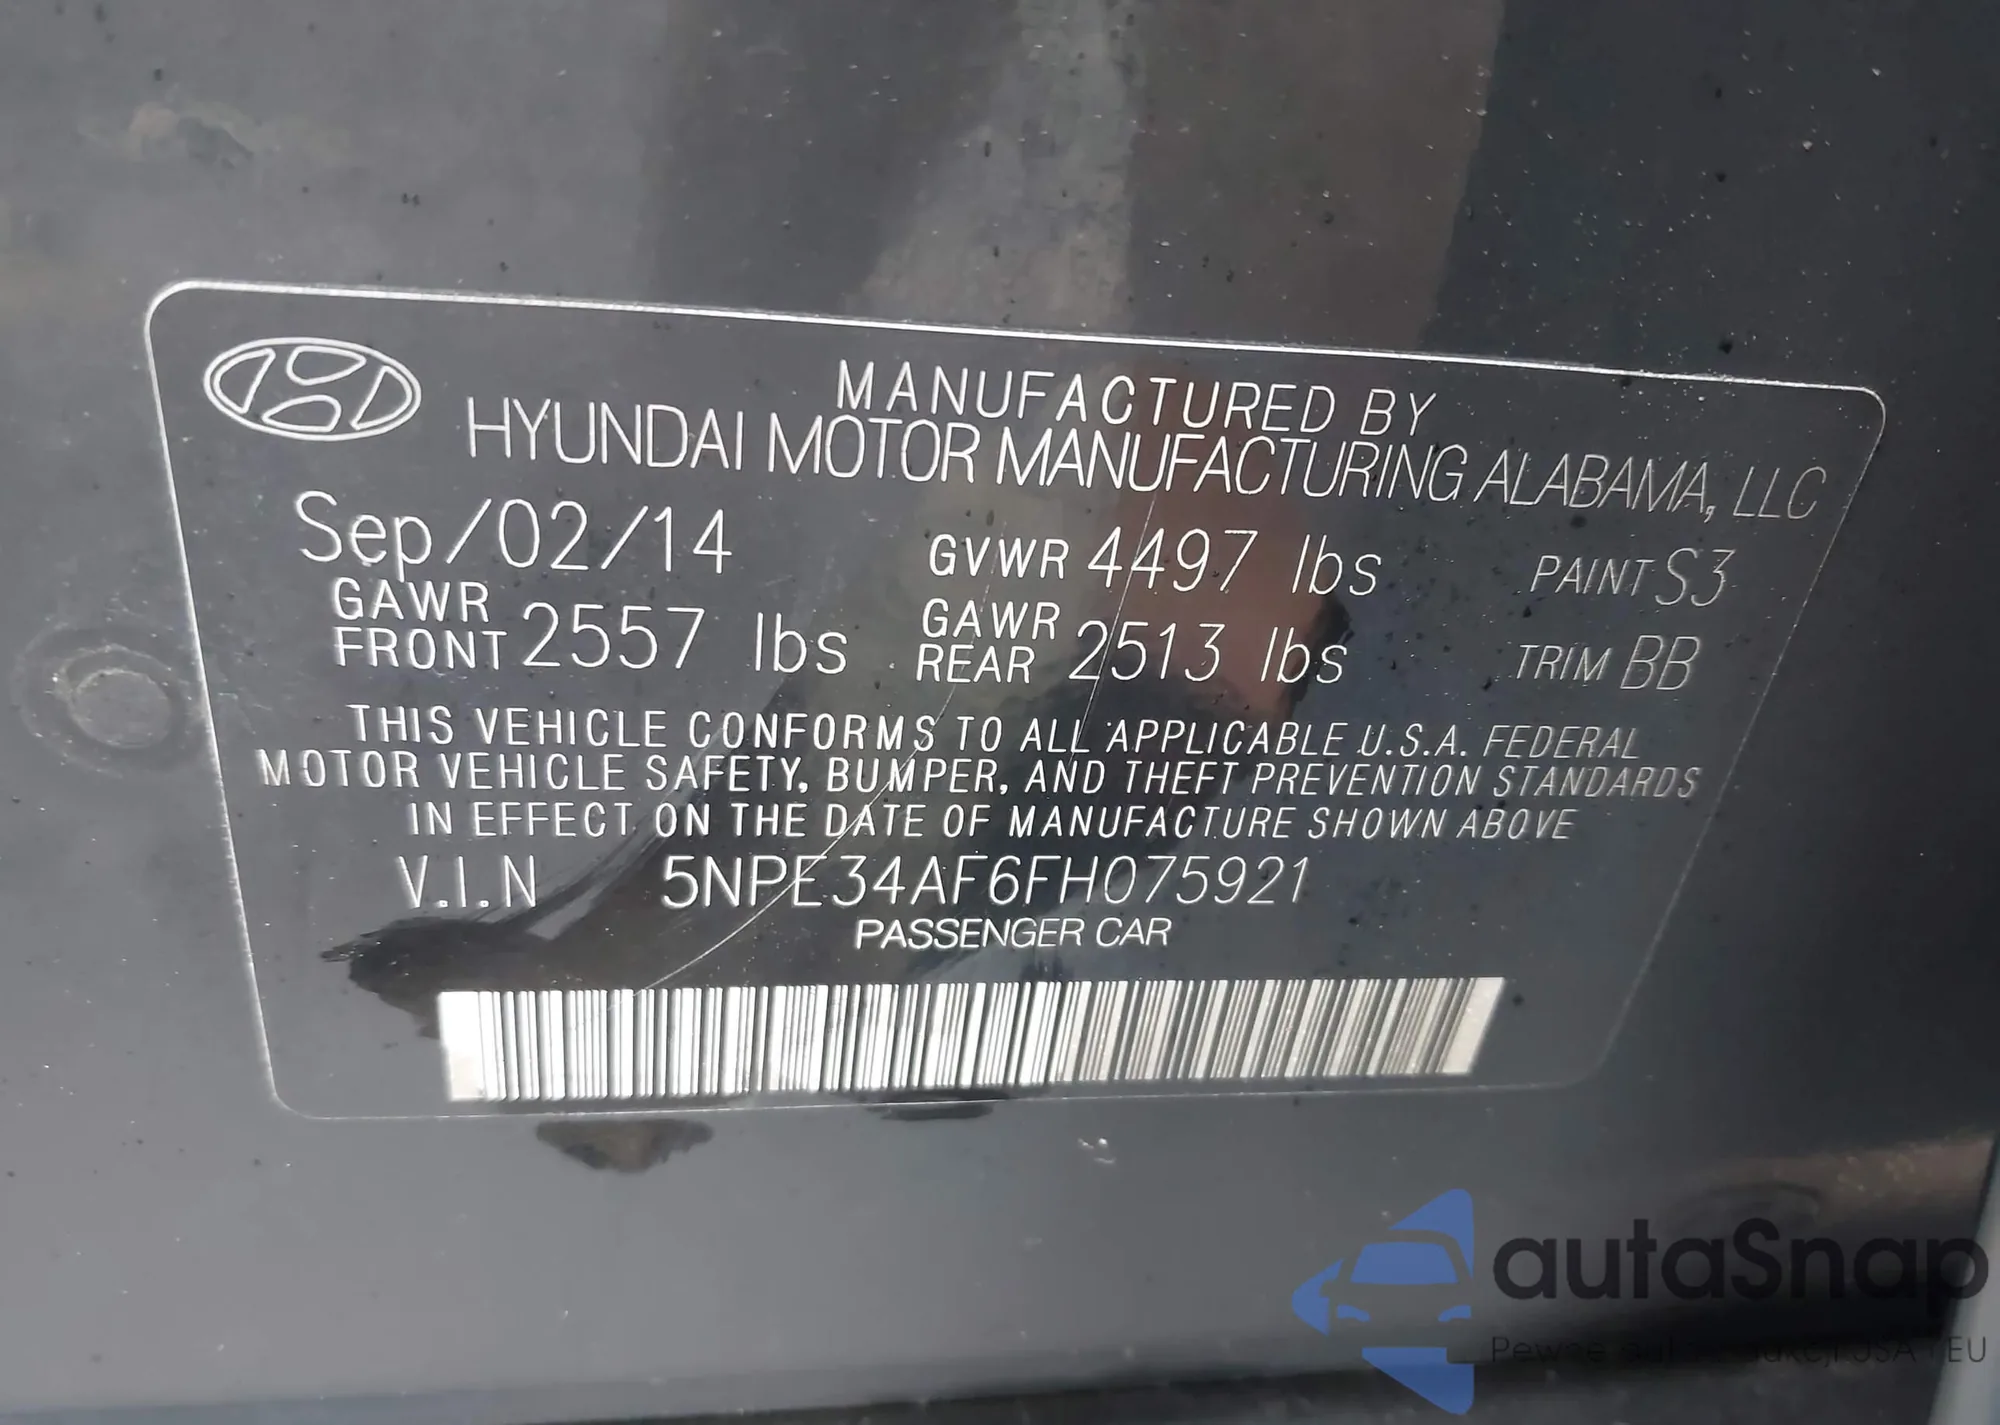 MANUFACTURED BY
HYUNDAI MOTOR MANUFACTURING ALABAMA, LLC
Sep/02/14 GVWR 4497 lbs PAINT S3
GAWR FRONT 2557 lbs GAWR REAR 2513 lbs TRIM BB
THIS VEHICLE CONFORMS TO ALL APPLICABLE U.S.A. FEDERAL
MOTOR VEHICLE SAFETY, BUMPER, AND THEFT PREVENTION STANDARDS
IN EFFECT ON THE DATE OF MANUFACTURE SHOWN ABOVE
V.I.N 5NPE34AF6FH075921
PASSENGER CAR
autaSnap
USA EU